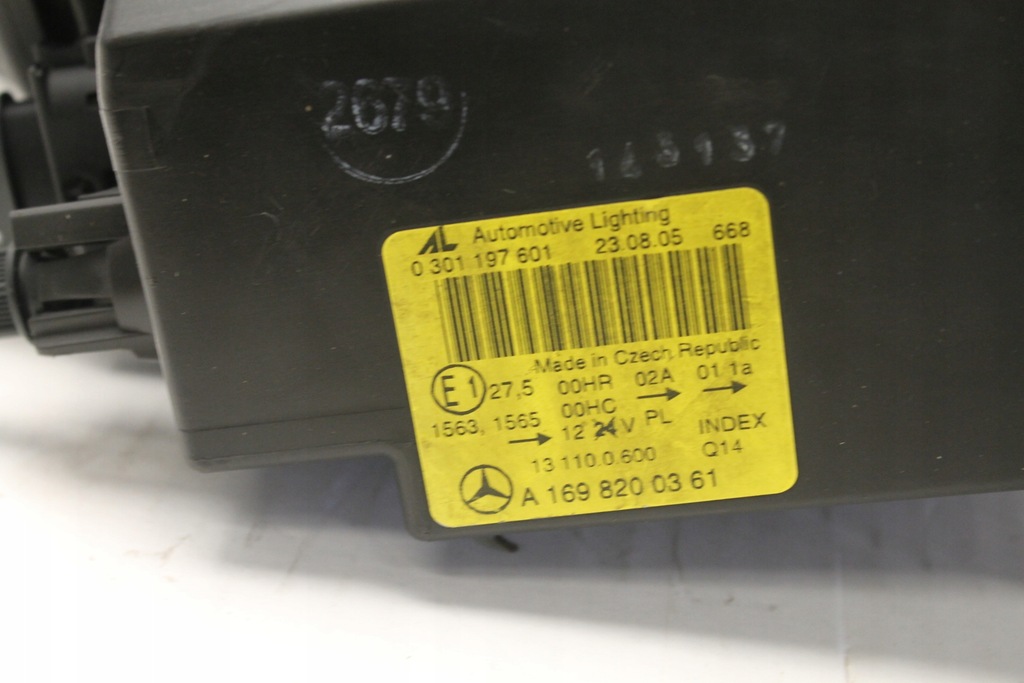 2679
AL Automotive Lighting
0 301 197 601 23.08.05 668
Made in Czech Republic
E1 27,5 00HR 02A 01 1a
1563, 1565 → 00HC → →
12 24 V PL INDEX
13 110.0.600 Q14
A 169 820 03 61